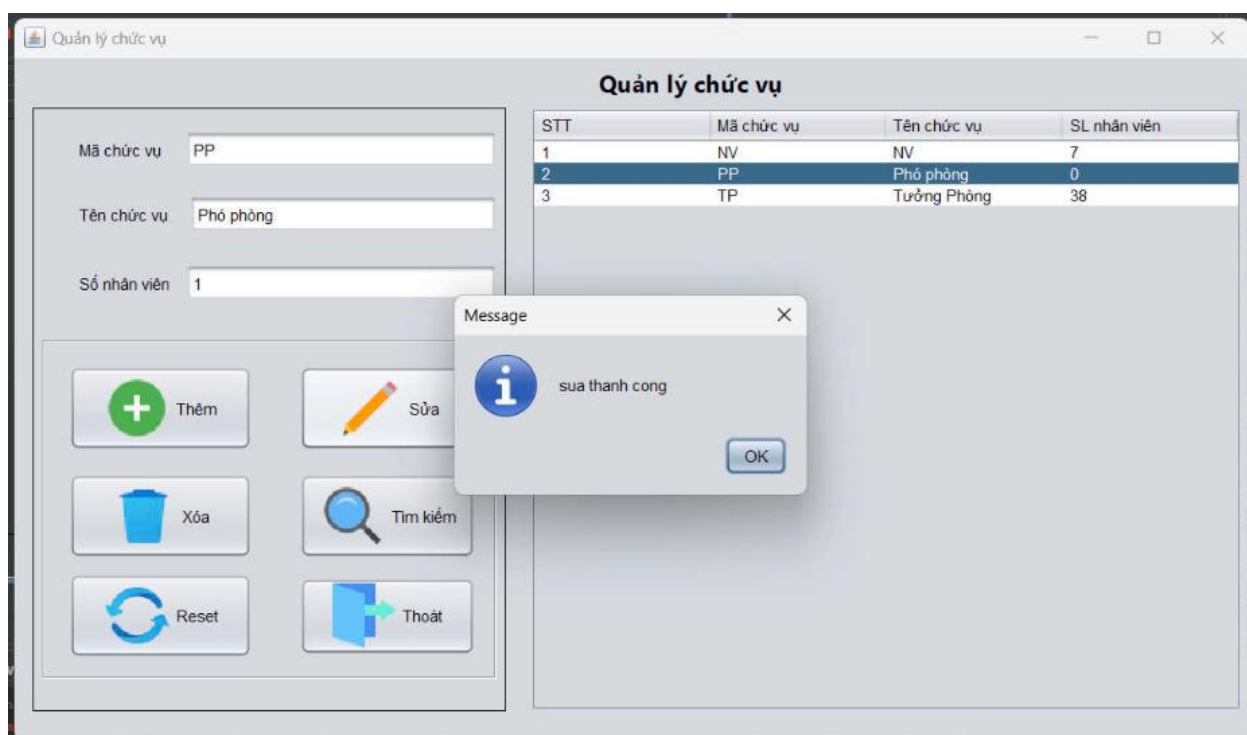 Quản lý chức vụ
Quản lý chức vụ
Mã chức vụ PP
Tên chức vụ Phó phòng
Số nhân viên 1
Thêm Sửa
Xóa Tìm kiếm
Reset Thoát
STT Mã chức vụ Tên chức vụ SL nhân viên
1 NV NV 7
2 PP Phó phòng 0
3 TP Tưởng Phòng 38
Message
sua thanh cong
OK